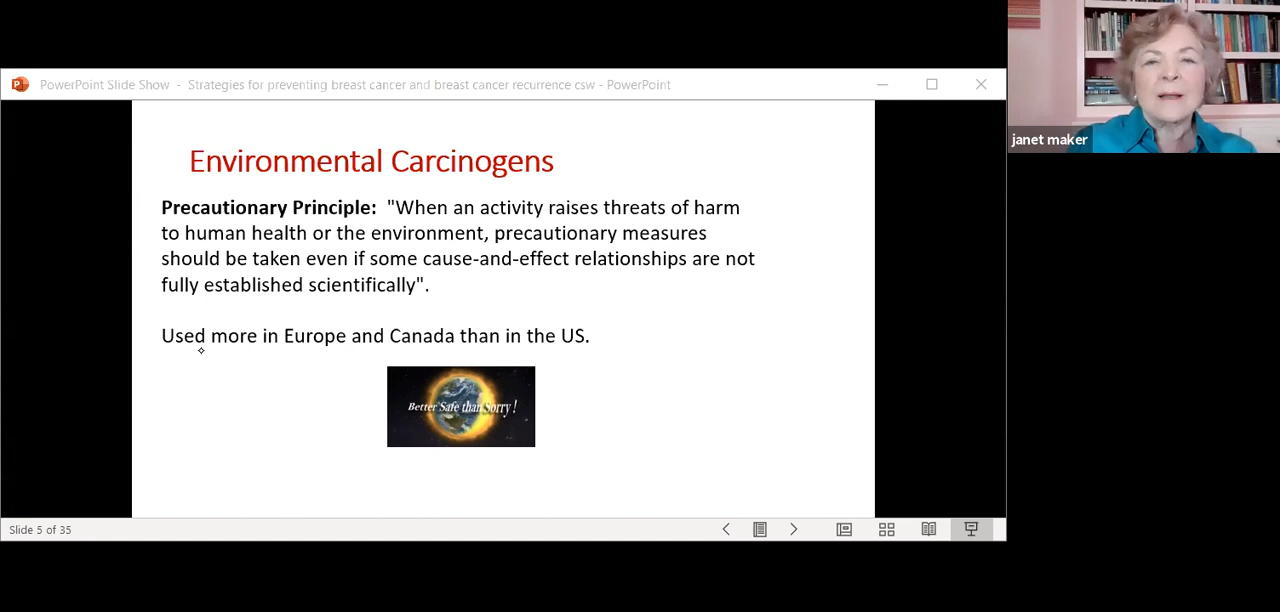 PowerPoint Slide Show - Strategies for preventing breast cancer and breast cancer recurrence csw - PowerPoint
janet maker
Environmental Carcinogens
Precautionary Principle: "When an activity raises threats of harm
to human health or the environment, precautionary measures
should be taken even if some cause-and-effect relationships are not
fully established scientifically".
Used more in Europe and Canada than in the US.
Better Safe than Sorry!
Slide 5 of 35